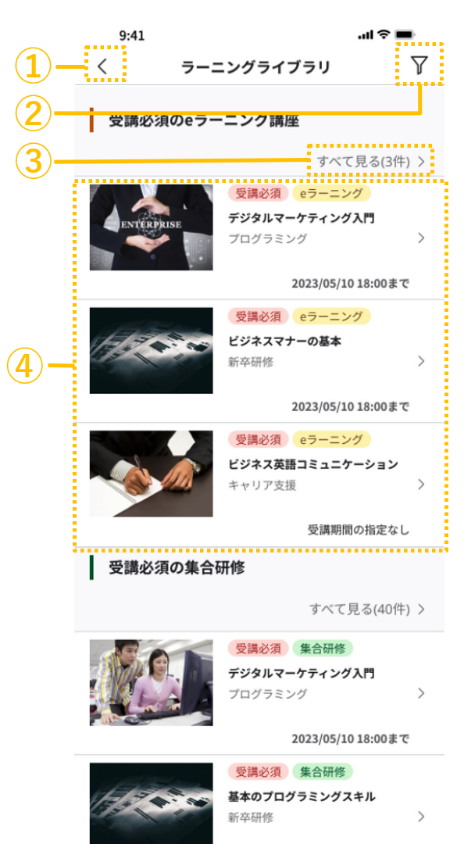 9:41
① ラーニングライブラリ
②
受講必須のeラーニング講座
③ すべて見る(3件)
④
ENTERPRISE
受講必須 eラーニング
デジタルマーケティング入門
プログラミング
2023/05/10 18:00まで
受講必須 eラーニング
ビジネスマナーの基本
新卒研修
2023/05/10 18:00まで
受講必須 eラーニング
ビジネス英語コミュニケーション
キャリア支援
受講期間の指定なし
受講必須の集合研修
すべて見る(40件)
受講必須 集合研修
デジタルマーケティング入門
プログラミング
2023/05/10 18:00まで
受講必須 集合研修
基本のプログラミングスキル
新卒研修